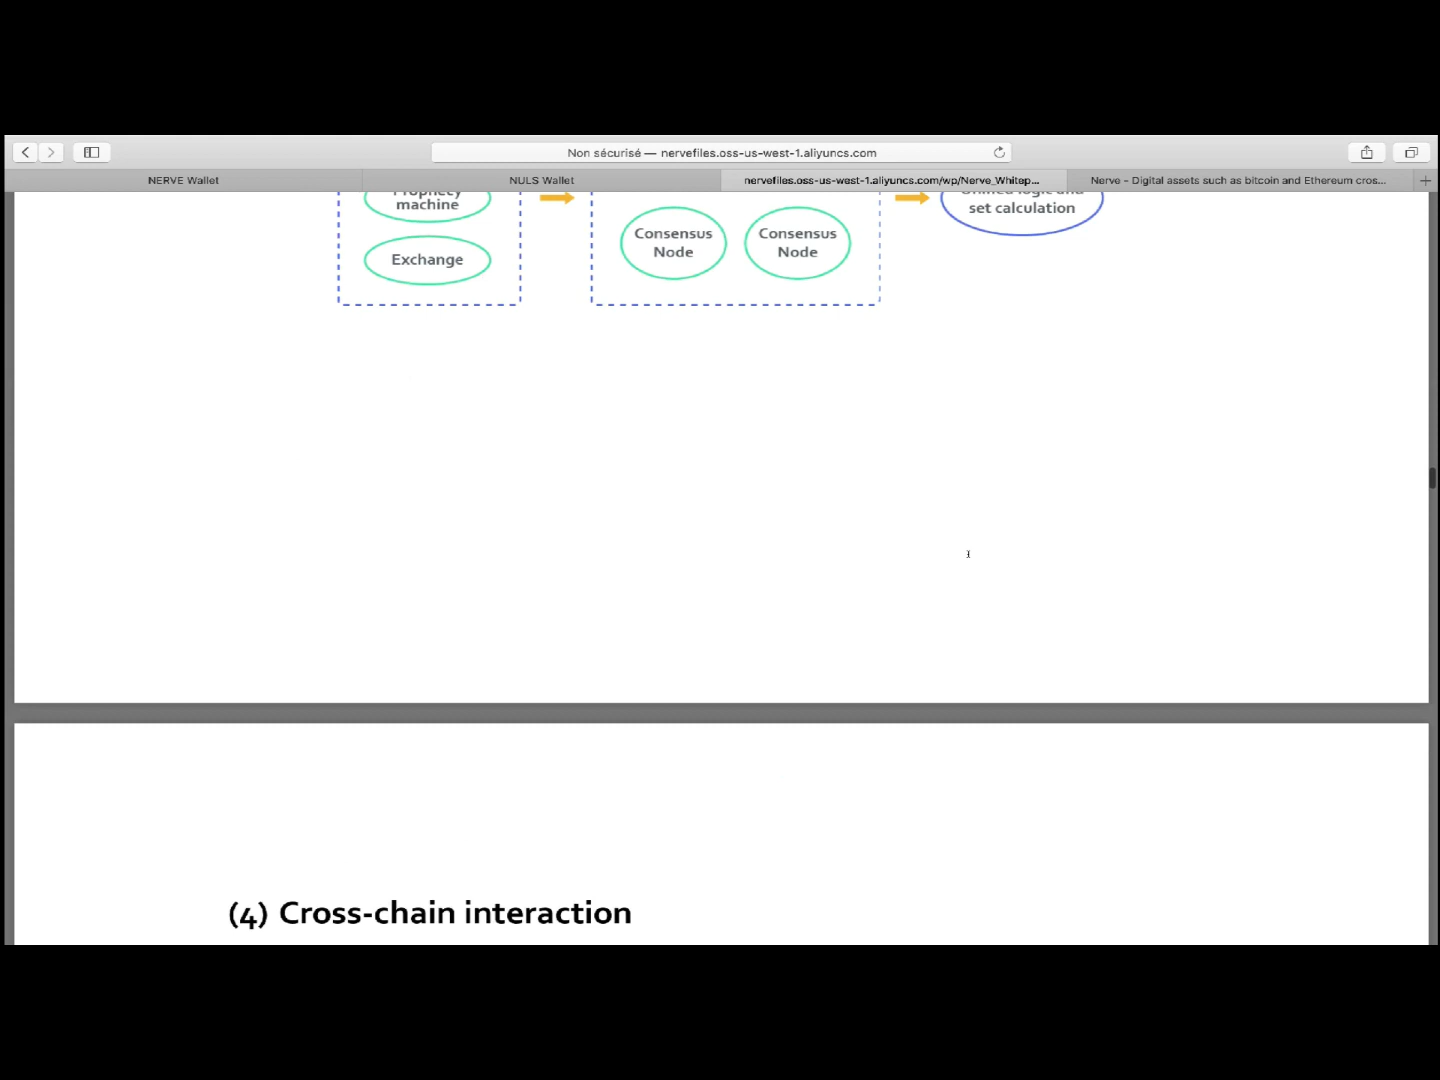 Non sécurisé — nervefiles.oss-us-west-1.aliyuncs.com
NERVE Wallet
NULS Wallet
nervefiles.oss-us-west-1.aliyuncs.com/wp/Nerve_Whitep...
Nerve - Digital assets such as bitcoin and Ethereum cros...
Prophecy
machine
Exchange
Consensus
Node
Consensus
Node
set calculation
(4) Cross-chain interaction